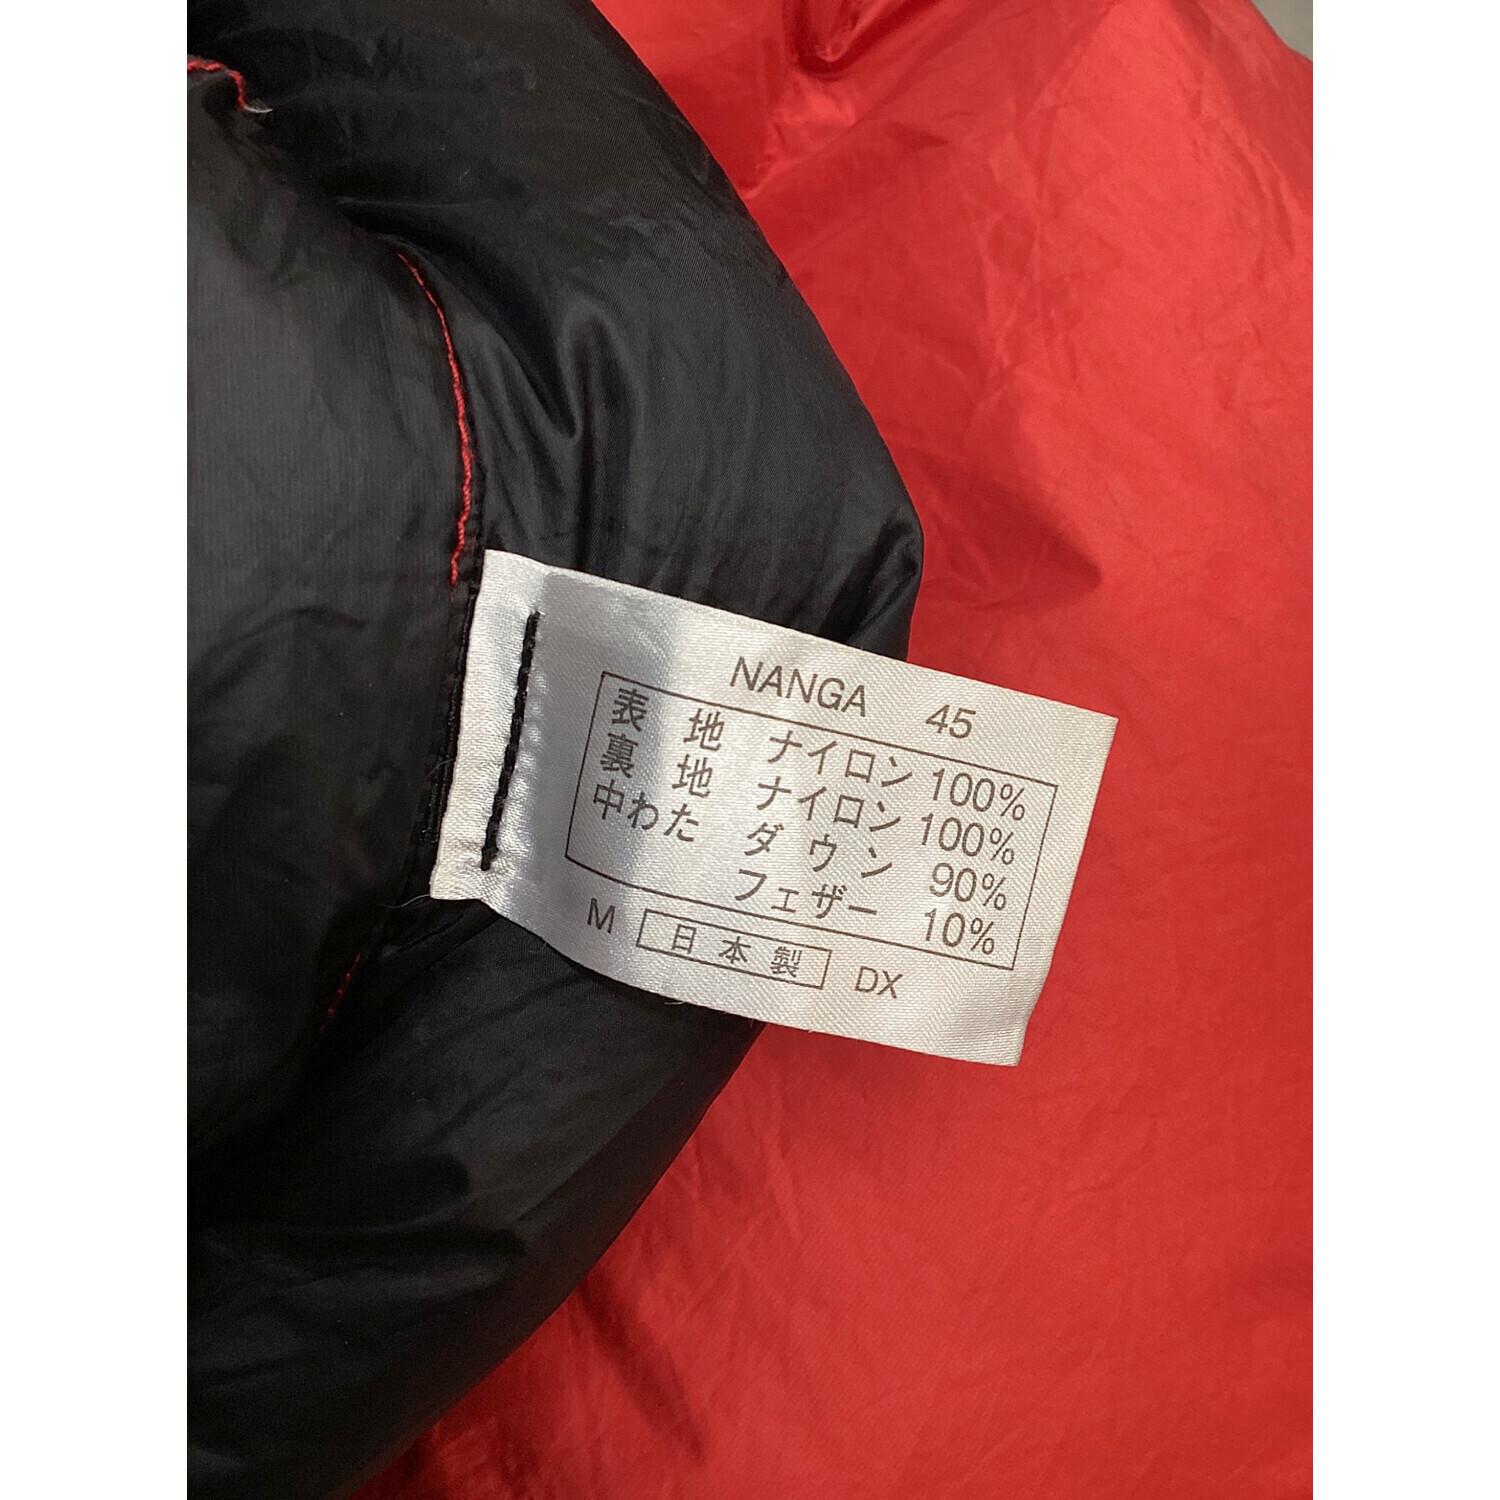 NANGA 45
表地 ナイロン 100%
裏地 ナイロン 100%
中わた ダウン 90%
フェザー 10%
M 日本製 DX